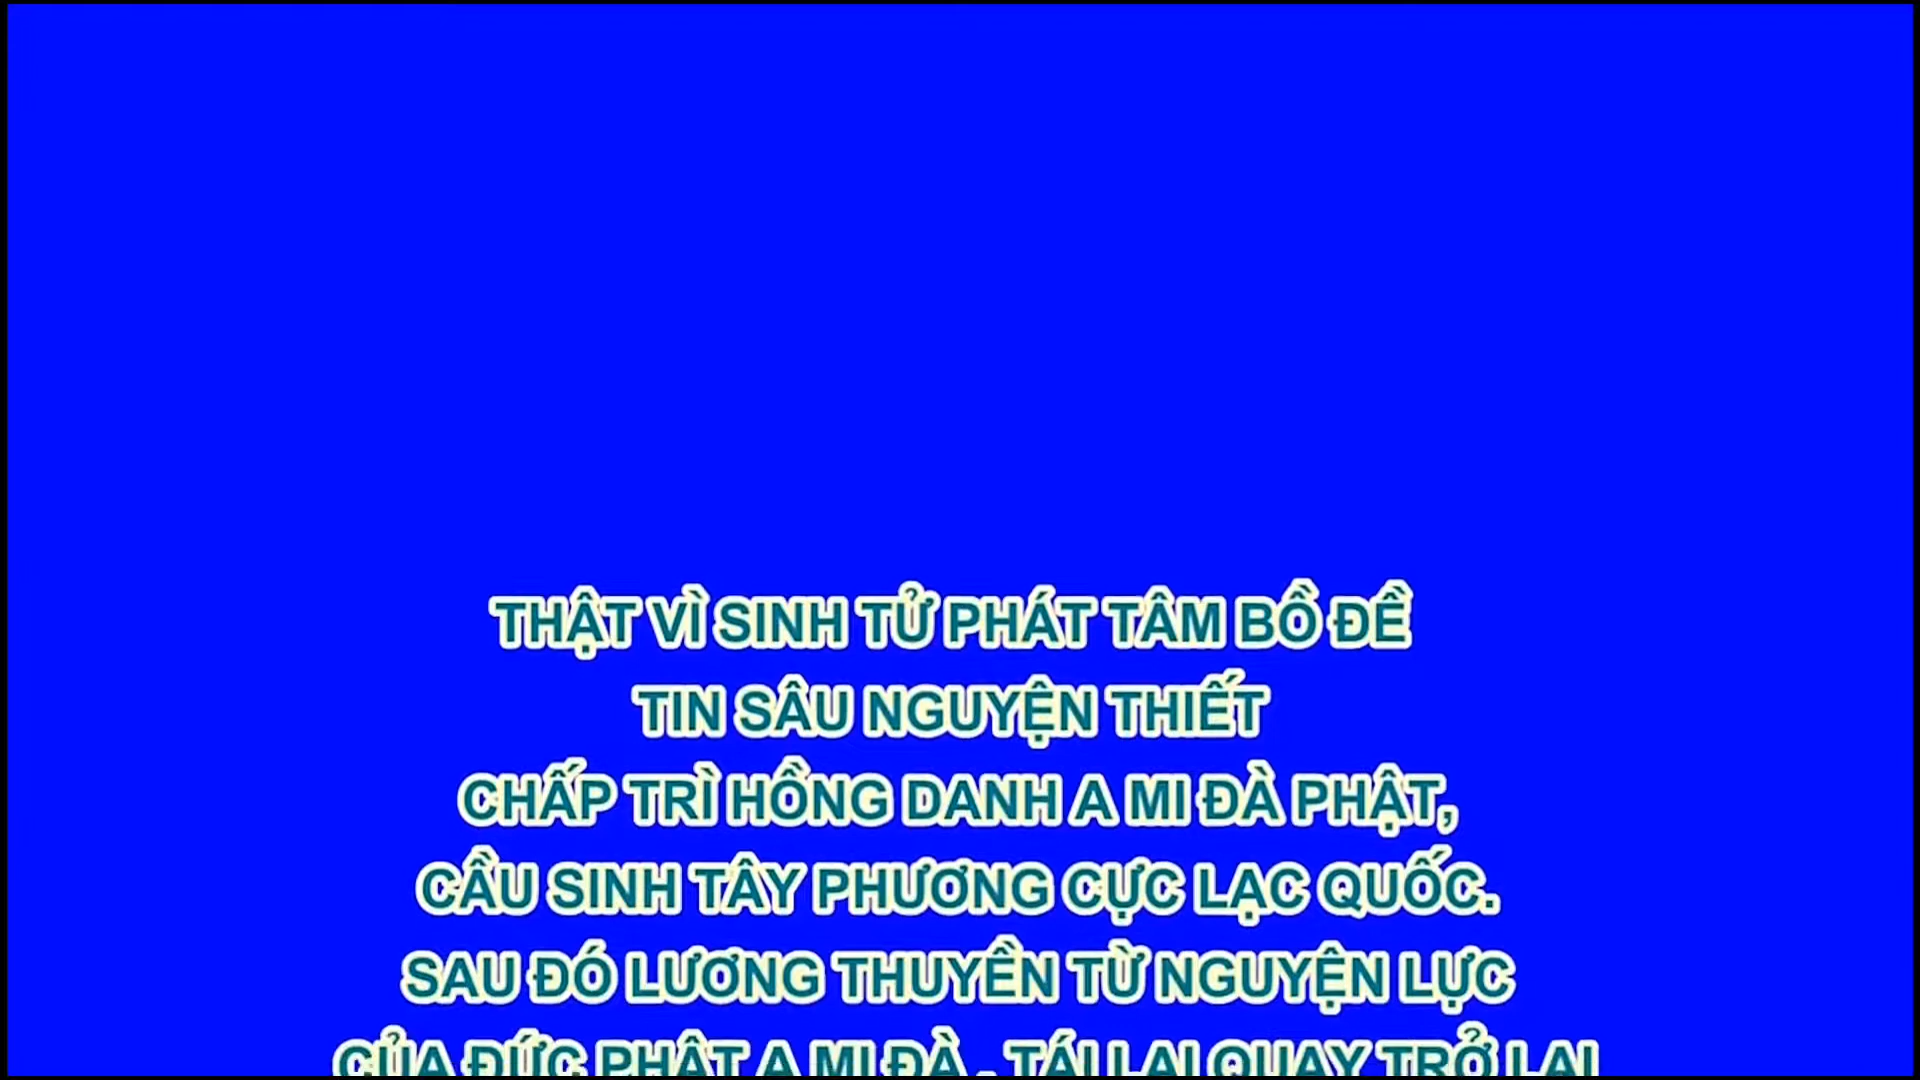 THẬT VÌ SINH TỬ PHÁT TÂM BỒ ĐỀ
TIN SÂU NGUYỆN THIẾT
CHẤP TRÌ HỒNG DANH A MI ĐÀ PHẬT,
CẦU SINH TÂY PHƯƠNG CỰC LẠC QUỐC.
SAU ĐÓ LƯƠNG THUYỀN TỪ NGUYỆN LỰC
CỦA ĐỨC PHẬT A MI ĐÀ , TÁI LAI QUAY TRỞ LẠI